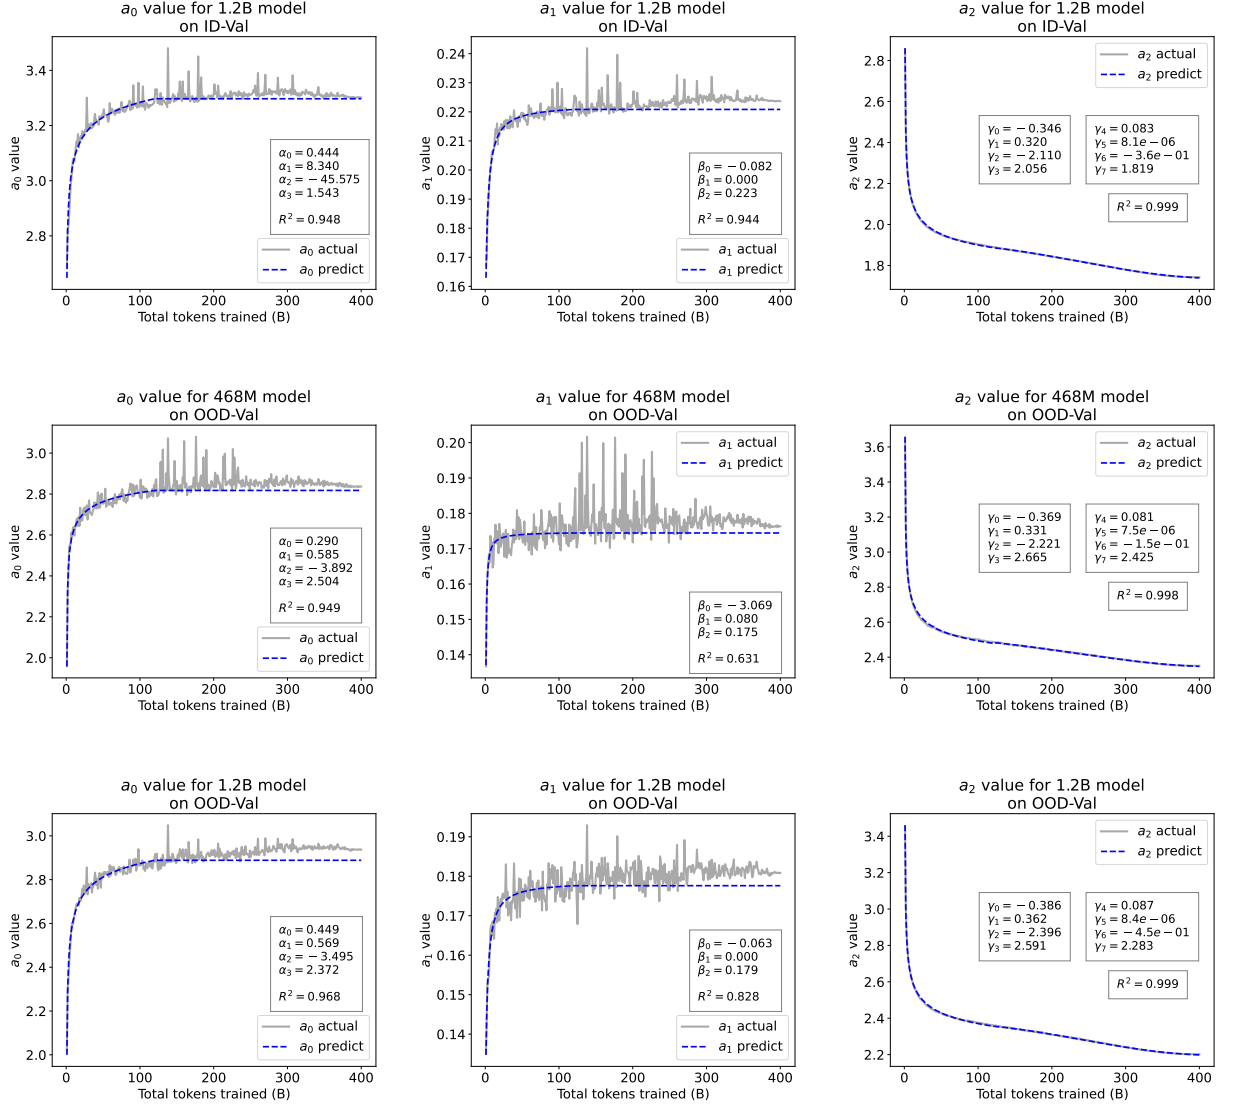 a₀ value for 1.2B model
on ID-Val
a₀ value
3.4
3.2
3.0
2.8
α₀ = 0.444
α₁ = 8.340
α₂ = −45.575
α₃ = 1.543
R² = 0.948
a₀ actual
a₀ predict
0 100 200 300 400
Total tokens trained (B)
a₁ value for 1.2B model
on ID-Val
a₁ value
0.24
0.23
0.22
0.21
0.20
0.19
0.18
0.17
0.16
β₀ = −0.082
β₁ = 0.000
β₂ = 0.223
R² = 0.944
a₁ actual
a₁ predict
0 100 200 300 400
Total tokens trained (B)
a₂ value for 1.2B model
on ID-Val
a₂ value
2.8
2.6
2.4
2.2
2.0
1.8
a₂ actual
a₂ predict
γ₀ = −0.346
γ₁ = 0.320
γ₂ = −2.110
γ₃ = 2.056
γ₄ = 0.083
γ₅ = 8.1e − 06
γ₆ = −3.6e − 01
γ₇ = 1.819
R² = 0.999
0 100 200 300 400
Total tokens trained (B)
a₀ value for 468M model
on OOD-Val
a₀ value
3.0
2.8
2.6
2.4
2.2
2.0
α₀ = 0.290
α₁ = 0.585
α₂ = −3.892
α₃ = 2.504
R² = 0.949
a₀ actual
a₀ predict
0 100 200 300 400
Total tokens trained (B)
a₁ value for 468M model
on OOD-Val
a₁ value
0.20
0.19
0.18
0.17
0.16
0.15
0.14
a₁ actual
a₁ predict
β₀ = −3.069
β₁ = 0.080
β₂ = 0.175
R² = 0.631
0 100 200 300 400
Total tokens trained (B)
a₂ value for 468M model
on OOD-Val
a₂ value
3.6
3.4
3.2
3.0
2.8
2.6
2.4
a₂ actual
a₂ predict
γ₀ = −0.369
γ₁ = 0.331
γ₂ = −2.221
γ₃ = 2.665
γ₄ = 0.081
γ₅ = 7.5e − 06
γ₆ = −1.5e − 01
γ₇ = 2.425
R² = 0.998
0 100 200 300 400
Total tokens trained (B)
a₀ value for 1.2B model
on OOD-Val
a₀ value
3.0
2.8
2.6
2.4
2.2
2.0
α₀ = 0.449
α₁ = 0.569
α₂ = −3.495
α₃ = 2.372
R² = 0.968
a₀ actual
a₀ predict
0 100 200 300 400
Total tokens trained (B)
a₁ value for 1.2B model
on OOD-Val
a₁ value
0.19
0.18
0.17
0.16
0.15
0.14
β₀ = −0.063
β₁ = 0.000
β₂ = 0.179
R² = 0.828
a₁ actual
a₁ predict
0 100 200 300 400
Total tokens trained (B)
a₂ value for 1.2B model
on OOD-Val
a₂ value
3.4
3.2
3.0
2.8
2.6
2.4
2.2
a₂ actual
a₂ predict
γ₀ = −0.386
γ₁ = 0.362
γ₂ = −2.396
γ₃ = 2.591
γ₄ = 0.087
γ₅ = 8.4e − 06
γ₆ = −4.5e − 01
γ₇ = 2.283
R² = 0.999
0 100 200 300 400
Total tokens trained (B)